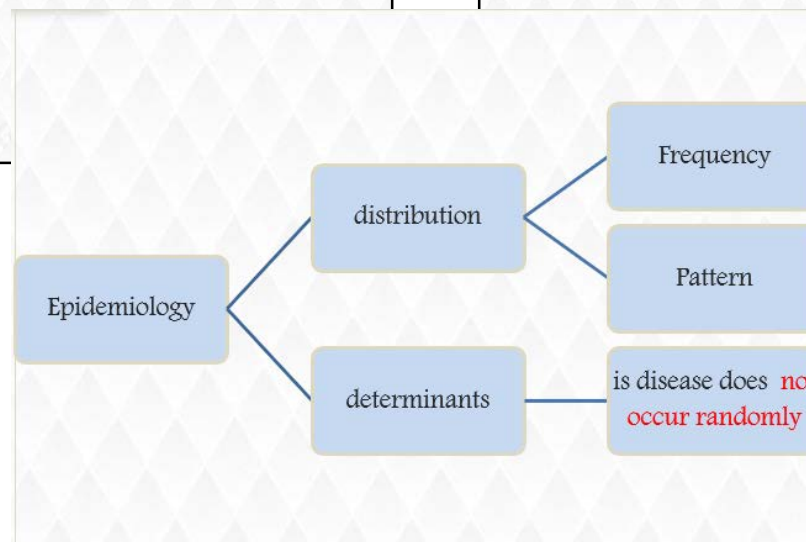 Epidemiology
distribution
Frequency
Pattern
determinants
is disease does no
occur randomly